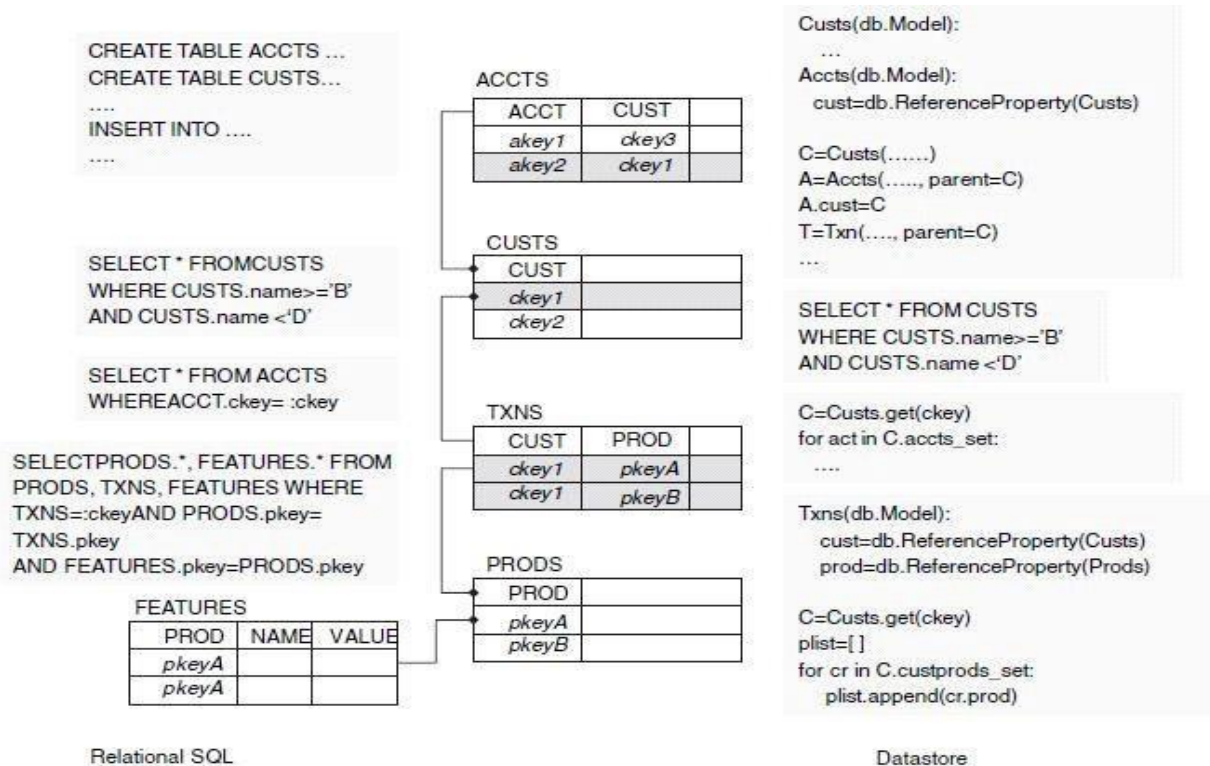 CREATE TABLE ACCTS …
CREATE TABLE CUSTS…
....
INSERT INTO ....
....
SELECT * FROMCUSTS
WHERE CUSTS.name>='B'
AND CUSTS.name <'D'
SELECT * FROM ACCTS
WHEREACCT.ckey= :ckey
SELECTPRODS.*, FEATURES.* FROM
PRODS, TXNS, FEATURES WHERE
TXNS=:ckeyAND PRODS.pkey=
TXNS.pkey
AND FEATURES.pkey=PRODS.pkey
FEATURES
PROD NAME VALUE
pkeyA
pkeyA
Relational SQL
ACCTS
ACCT CUST
akey1 ckey3
akey2 ckey1
CUSTS
CUST
ckey1
ckey2
TXNS
CUST PROD
ckey1 pkeyA
ckey1 pkeyB
PRODS
PROD
pkeyA
pkeyB
Custs(db.Model):
...
Accts(db.Model):
cust=db.ReferenceProperty(Custs)
C=Custs(……)
A=Accts(….., parent=C)
A.cust=C
T=Txn(…., parent=C)
...
SELECT * FROM CUSTS
WHERE CUSTS.name>='B'
AND CUSTS.name <'D'
C=Custs.get(ckey)
for act in C.accts_set:
....
Txns(db.Model):
cust=db.ReferenceProperty(Custs)
prod=db.ReferenceProperty(Prods)
C=Custs.get(ckey)
plist=[ ]
for cr in C.custprods_set:
plist.append(cr.prod)
Datastore